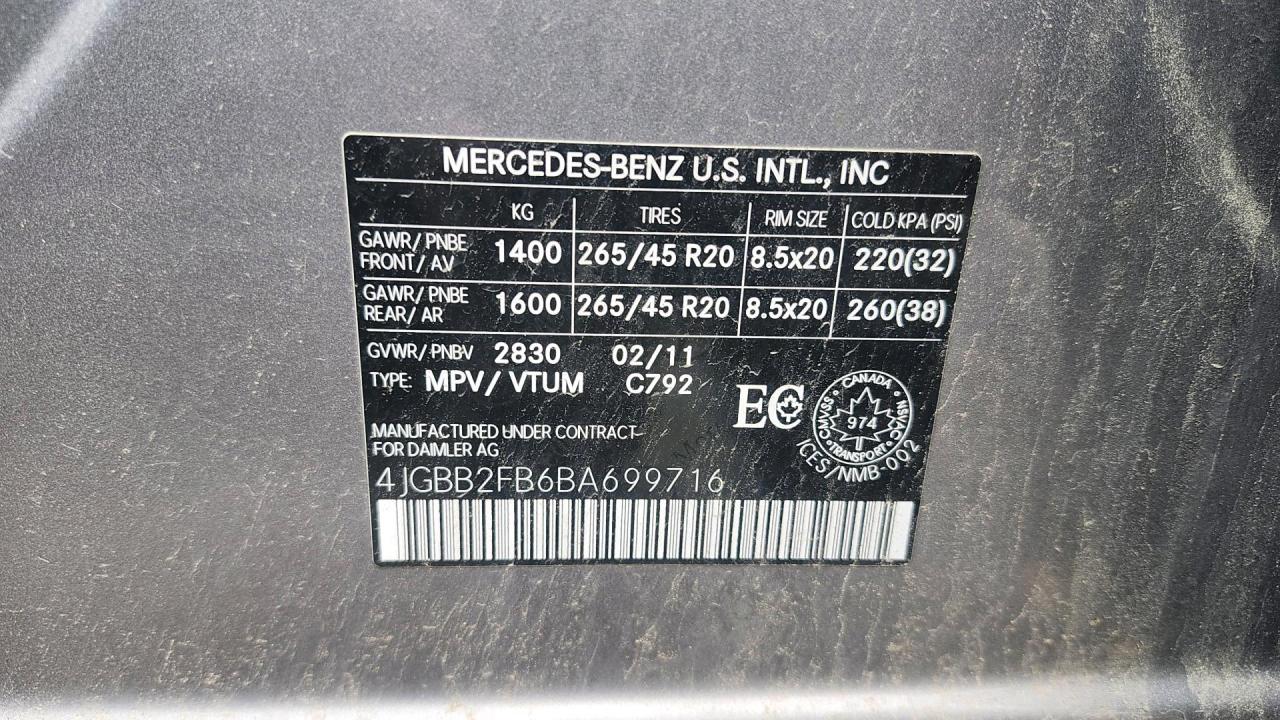 MERCEDES-BENZ U.S. INTL., INC
KG TIRES RIM SIZE COLD KPA (PSI)
GAWR/ PNBE FRONT/ AV 1400 265/45 R20 8.5x20 220(32)
GAWR/ PNBE REAR/ AR 1600 265/45 R20 8.5x20 260(38)
GVWR/PNBV 2830 02/11
TYPE: MPV/ VTUM C792
EC
CANADA
CMVSS 974 NSVAC
TRANSPORT
ICES/NMB-002
MANUFACTURED UNDER CONTRACT
FOR DAIMLER AG
4JGBB2FB6BA699716